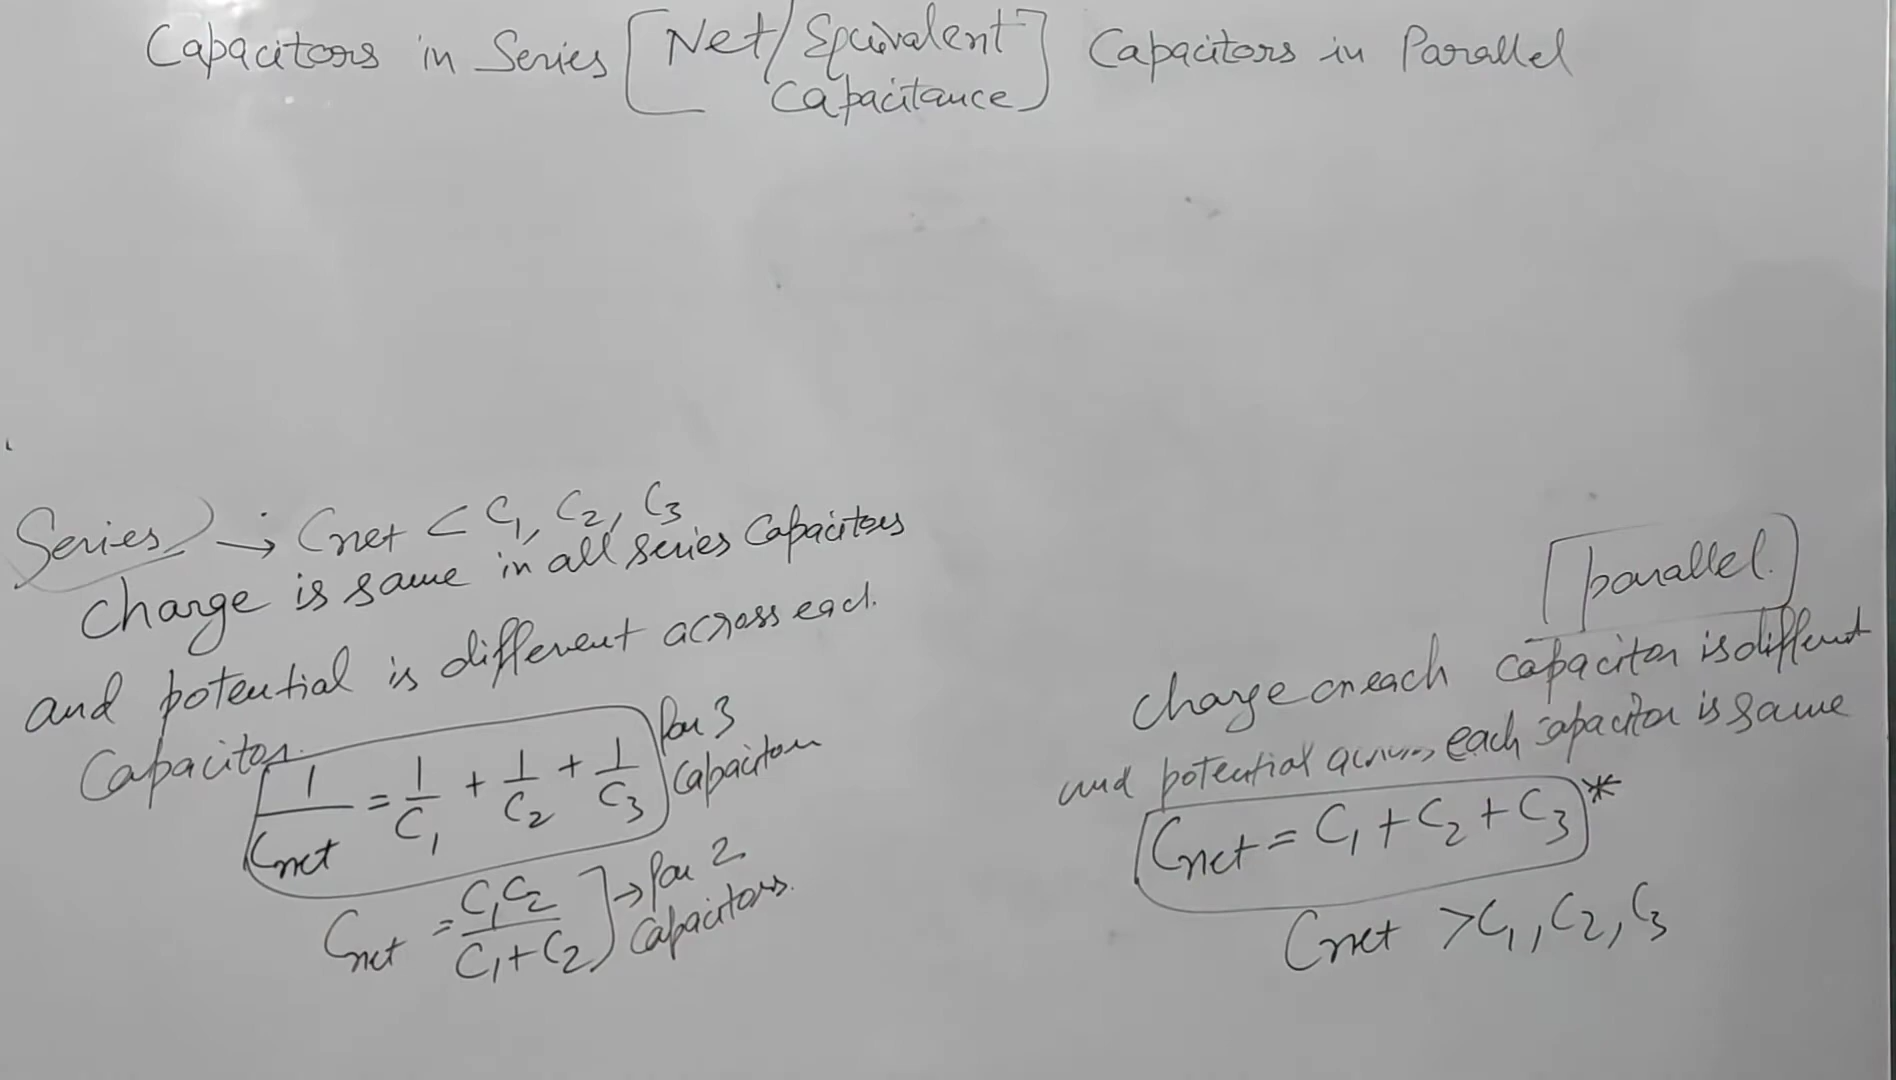 Capacitors in Series [Net/Equivalent Capacitance] Capacitors in Parallel
Series → Cnet < C1, C2, C3
Charge is same in all series Capacitors
and potential is different across each
Capacitor.
1/Cnet = 1/C1 + 1/C2 + 1/C3 for 3 Capacitors
Cnet = C1C2/C1+C2 ] → for 2 Capacitors.
[parallel.]
Charge on each capacitor is different
and potential across each capacitor is same
Cnet = C1 + C2 + C3 *
Cnet > C1, C2, C3